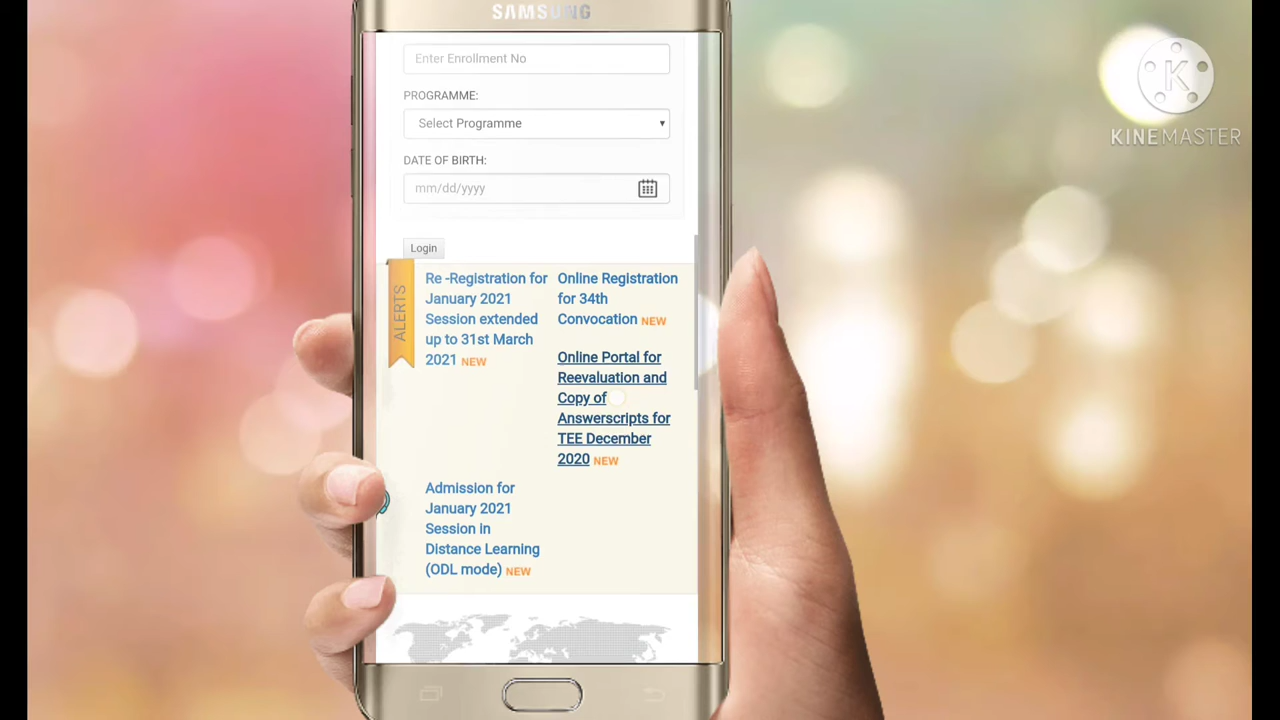 SAMSUNG
Enter Enrollment No
PROGRAMME:
Select Programme
DATE OF BIRTH:
mm/dd/yyyy
Login
ALERTS
Re -Registration for
January 2021
Session extended
up to 31st March
2021 NEW
Online Registration
for 34th
Convocation NEW
Online Portal for
Reevaluation and
Copy of
Answerscripts for
TEE December
2020 NEW
Admission for
January 2021
Session in
Distance Learning
(ODL mode) NEW
K
KINEMASTER